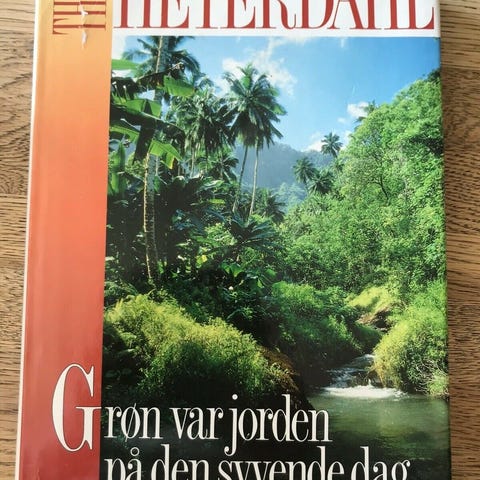 HEYERDAHL
Grøn var jorden
på den syvende dag